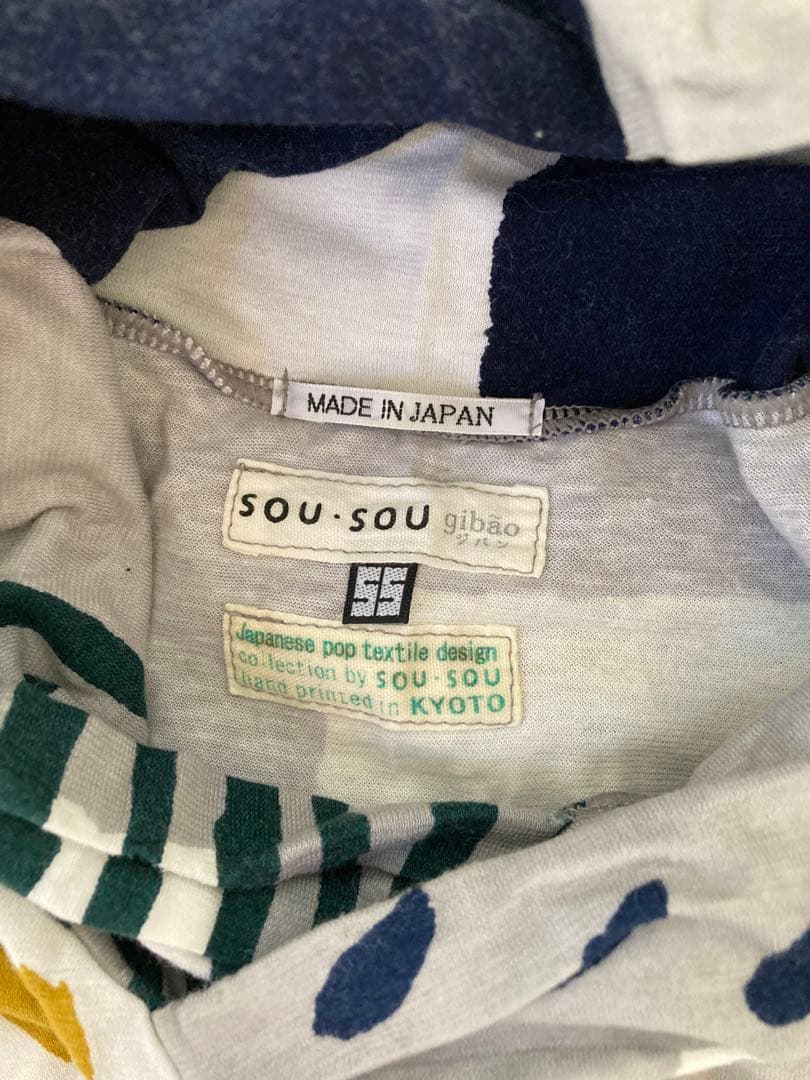 MADE IN JAPAN
SOU・SOU gibão
ジバン
SS
Japanese pop textile design
collection by SOU・SOU
hand printed in KYOTO